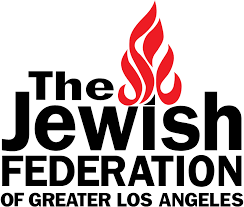 The
Jewish
FEDERATION
OF GREATER LOS ANGELES